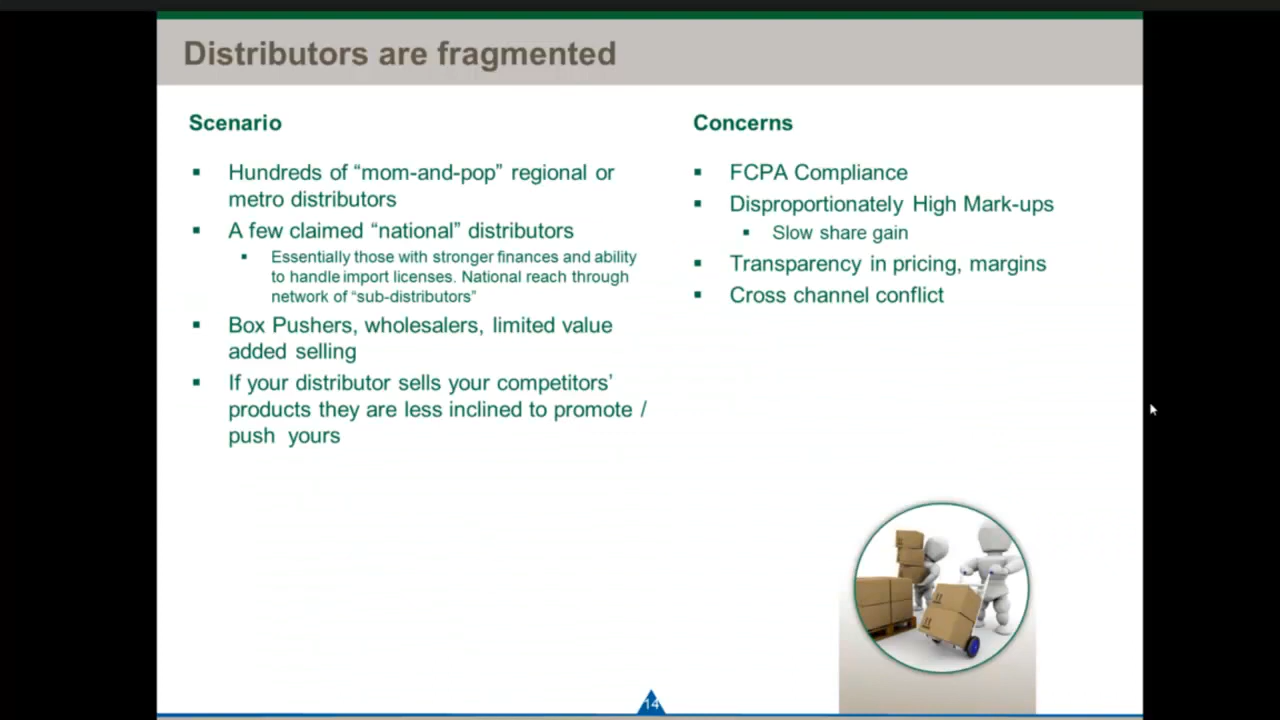 Distributors are fragmented
Scenario
Hundreds of “mom-and-pop” regional or
metro distributors
A few claimed “national” distributors
Essentially those with stronger finances and ability
to handle import licenses. National reach through
network of “sub-distributors”
Box Pushers, wholesalers, limited value
added selling
If your distributor sells your competitors’
products they are less inclined to promote /
push yours
Concerns
FCPA Compliance
Disproportionately High Mark-ups
Slow share gain
Transparency in pricing, margins
Cross channel conflict
14